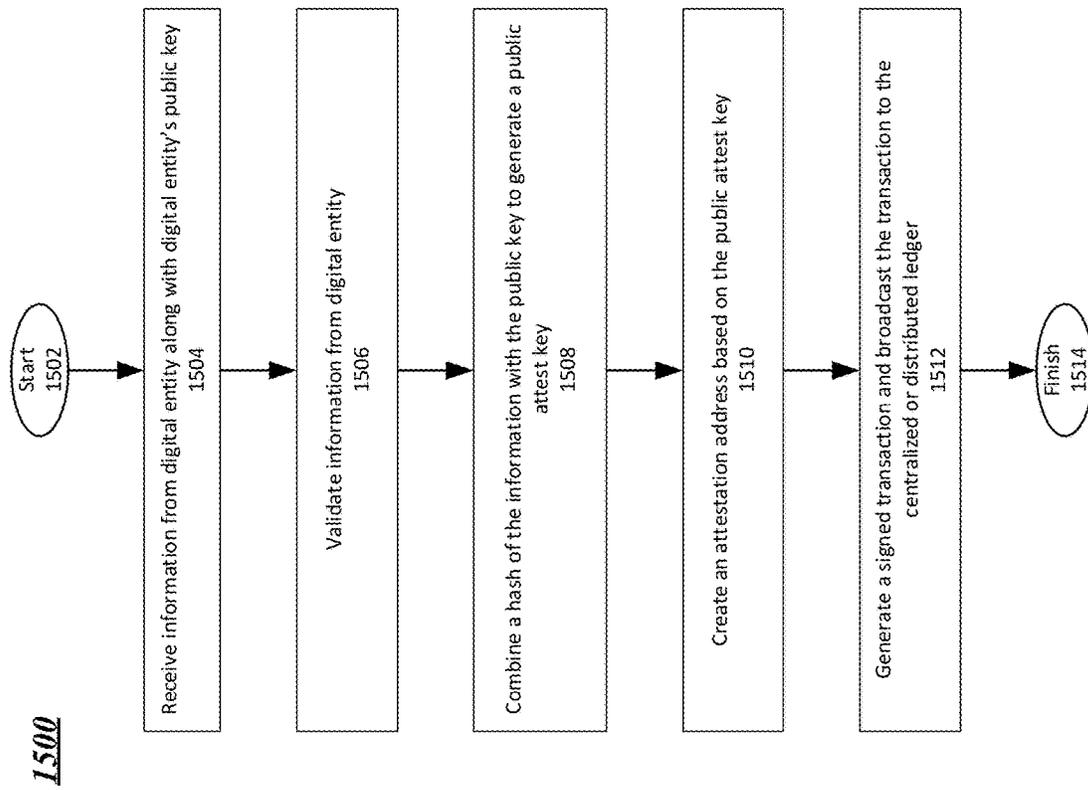 1500
Start
1502
Receive information from digital entity along with digital entity's public key
1504
Validate information from digital entity
1506
Combine a hash of the information with the public key to generate a public
attest key
1508
Create an attestation address based on the public attest key
1510
Generate a signed transaction and broadcast the transaction to the
centralized or distributed ledger
1512
Finish
1514